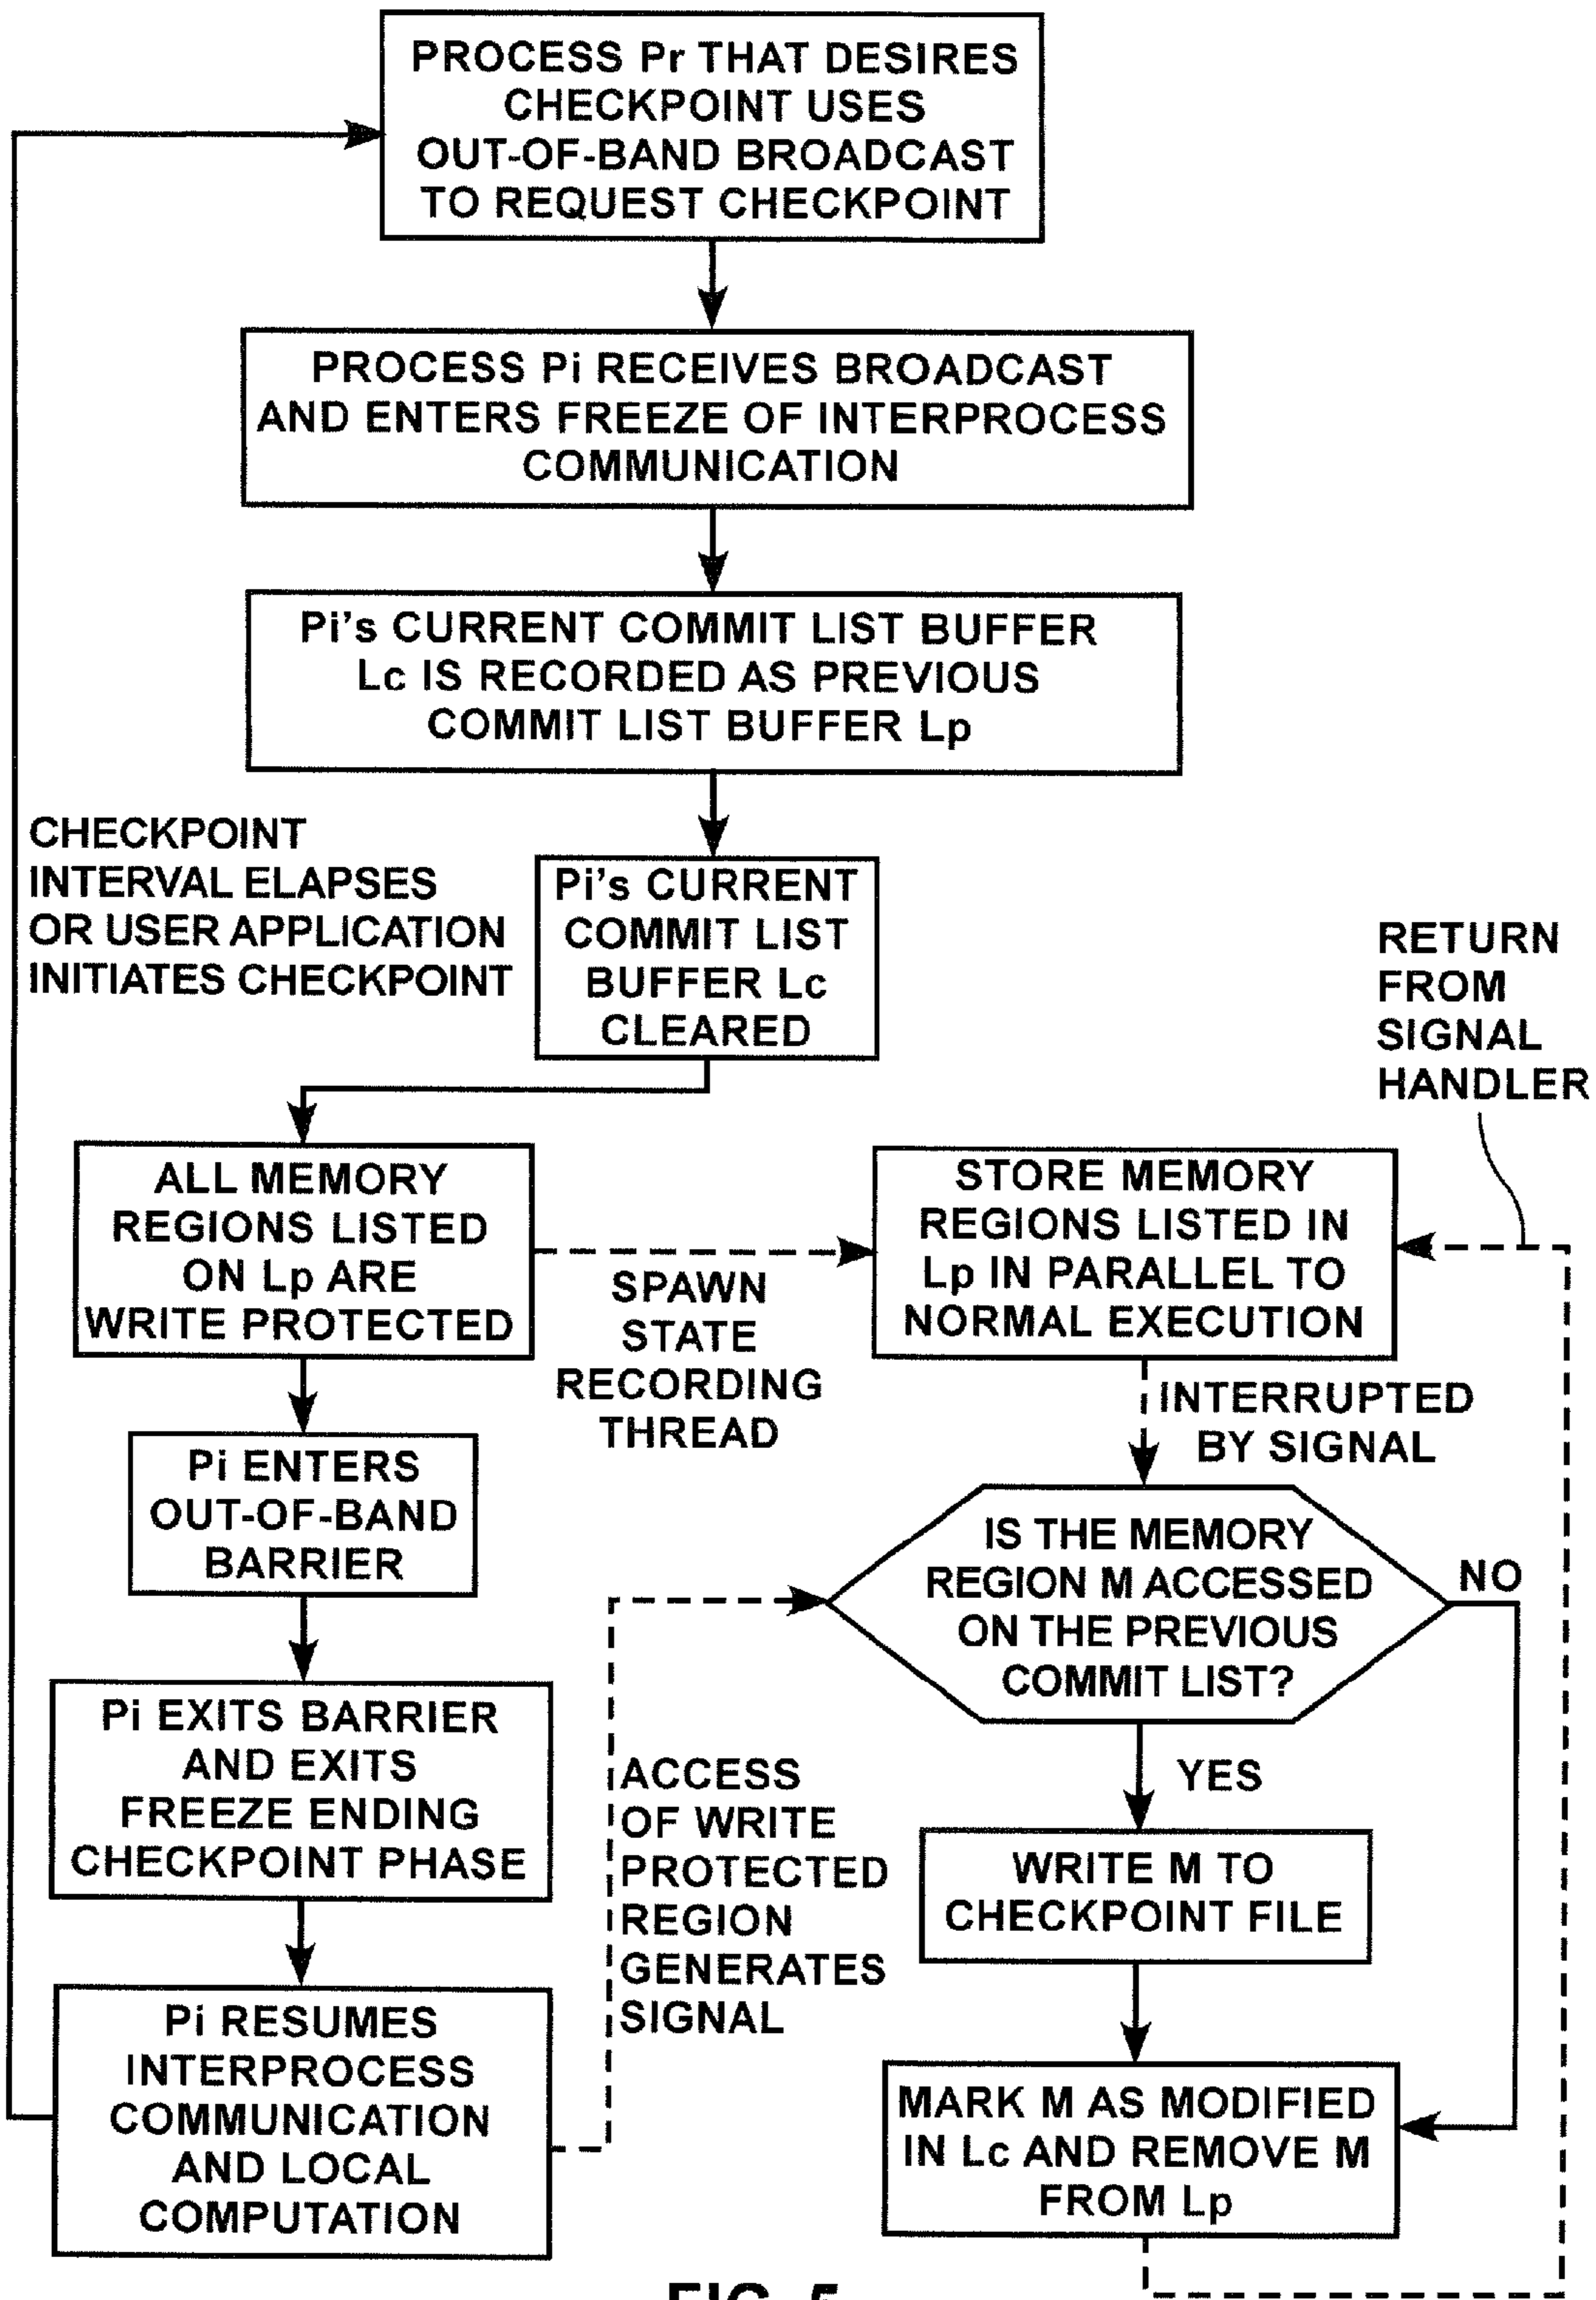 PROCESS Pr THAT DESIRES
CHECKPOINT USES
OUT-OF-BAND BROADCAST
TO REQUEST CHECKPOINT
PROCESS Pi RECEIVES BROADCAST
AND ENTERS FREEZE OF INTERPROCESS
COMMUNICATION
Pi's CURRENT COMMIT LIST BUFFER
Lc IS RECORDED AS PREVIOUS
COMMIT LIST BUFFER Lp
CHECKPOINT
INTERVAL ELAPSES
OR USER APPLICATION
INITIATES CHECKPOINT
Pi's CURRENT
COMMIT LIST
BUFFER Lc
CLEARED
RETURN
FROM
SIGNAL
HANDLER
ALL MEMORY
REGIONS LISTED
ON Lp ARE
WRITE PROTECTED
SPAWN
STATE
RECORDING
THREAD
STORE MEMORY
REGIONS LISTED IN
Lp IN PARALLEL TO
NORMAL EXECUTION
INTERRUPTED
BY SIGNAL
Pi ENTERS
OUT-OF-BAND
BARRIER
IS THE MEMORY
REGION M ACCESSED
ON THE PREVIOUS
COMMIT LIST?
NO
Pi EXITS BARRIER
AND EXITS
FREEZE ENDING
CHECKPOINT PHASE
ACCESS
OF WRITE
PROTECTED
REGION
GENERATES
SIGNAL
YES
WRITE M TO
CHECKPOINT FILE
Pi RESUMES
INTERPROCESS
COMMUNICATION
AND LOCAL
COMPUTATION
MARK M AS MODIFIED
IN Lc AND REMOVE M
FROM Lp
FIG. 5